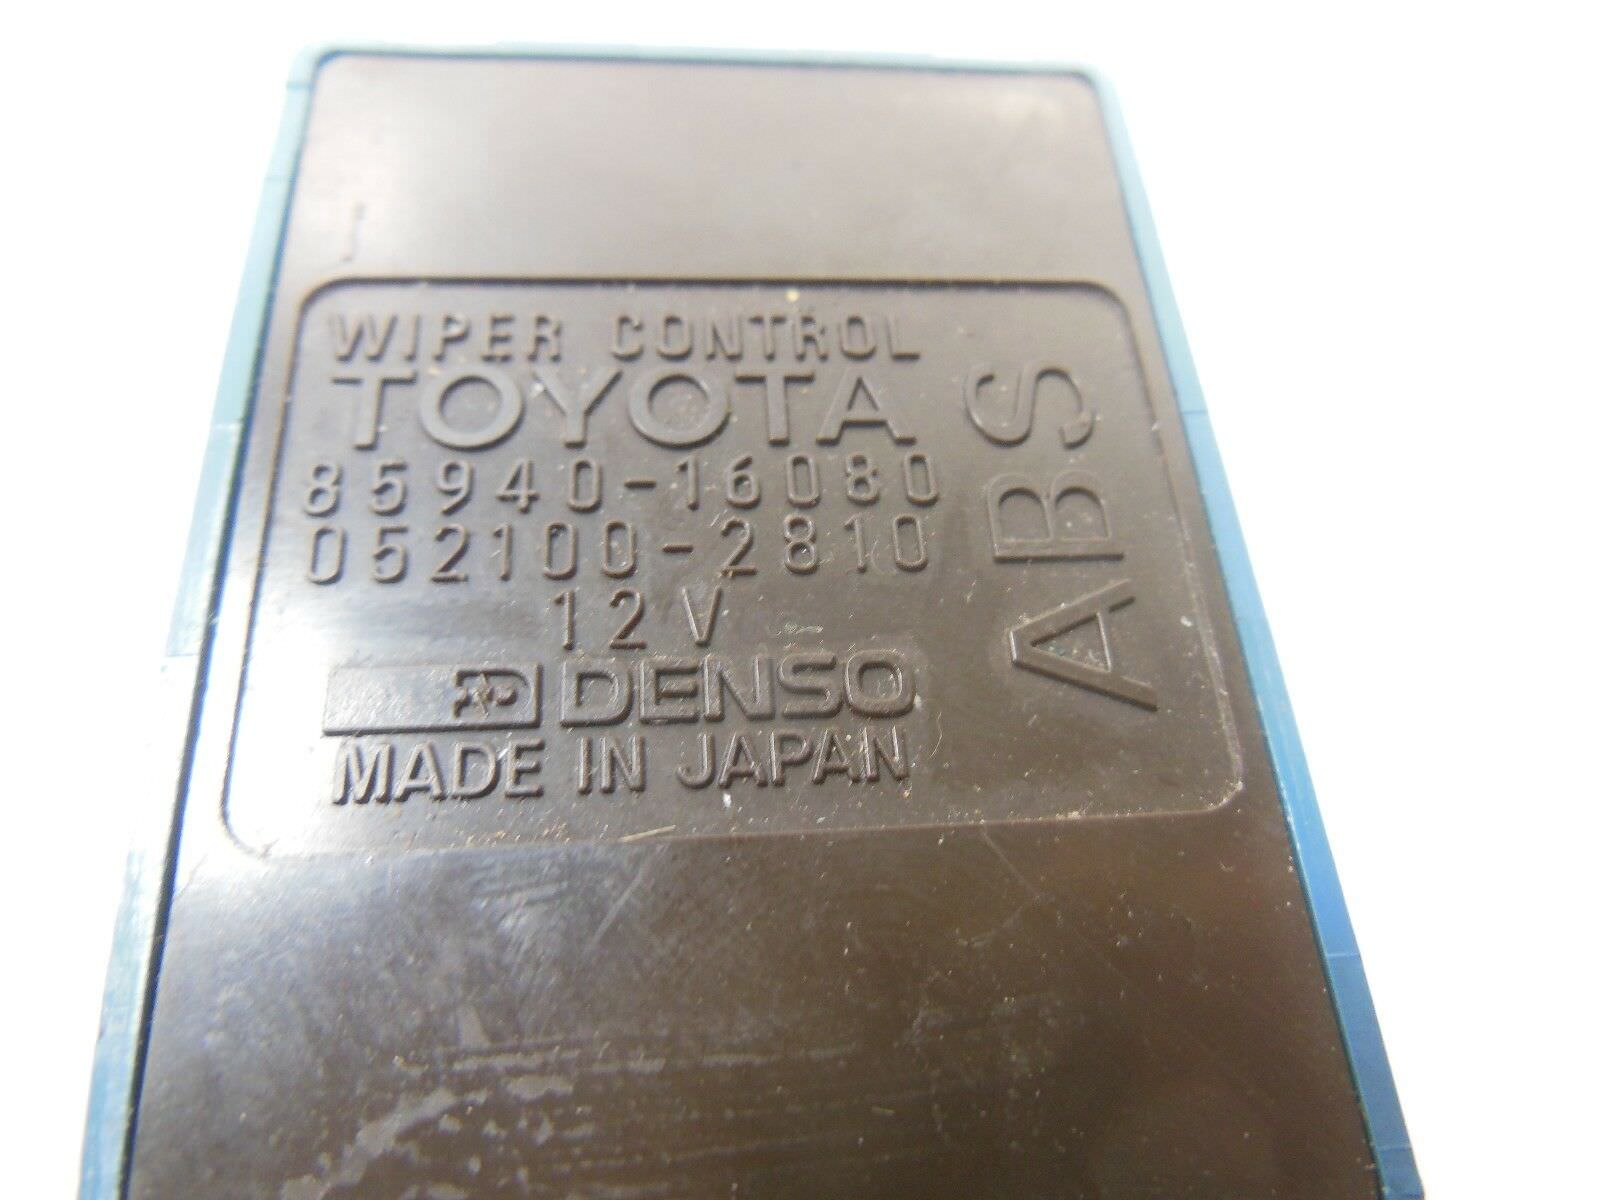 WIPER CONTROL
TOYOTA
85940-16080
052100-2810
12V
DENSO
MADE IN JAPAN
ABS